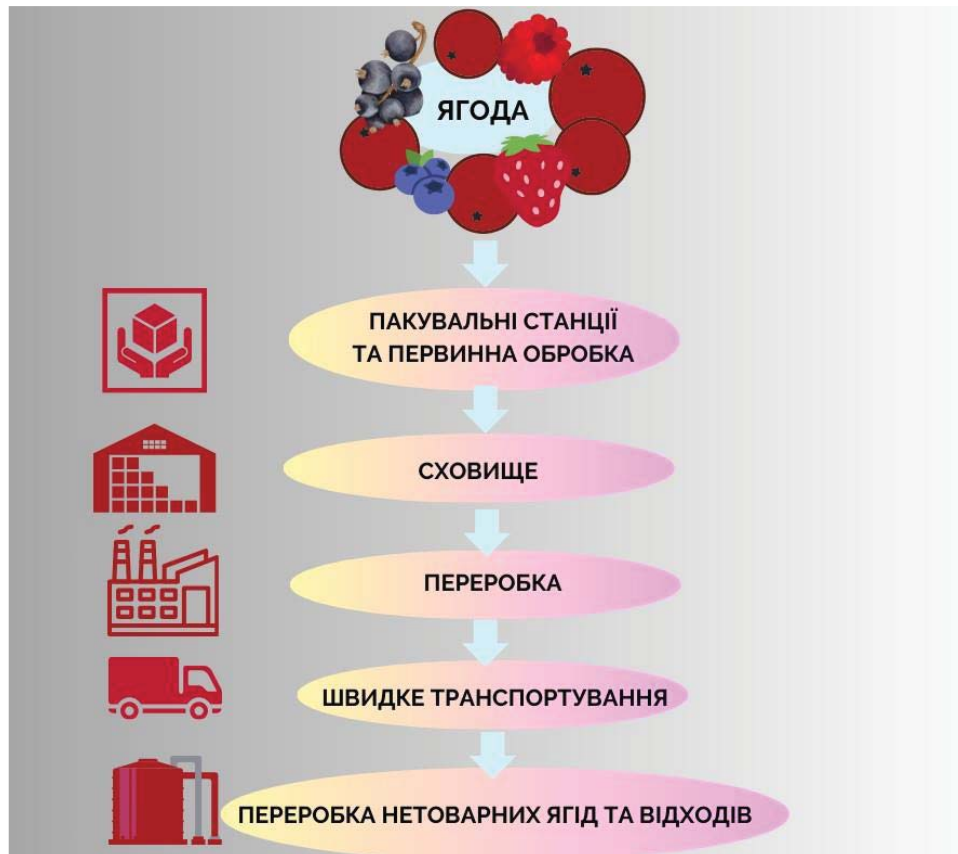 ЯГОДА
ПАКУВАЛЬНІ СТАНЦІЇ
ТА ПЕРВИННА ОБРОБКА
СХОВИЩЕ
ПЕРЕРОБКА
ШВИДКЕ ТРАНСПОРТУВАННЯ
ПЕРЕРОБКА НЕТОВАРНИХ ЯГІД ТА ВІДХОДІВ